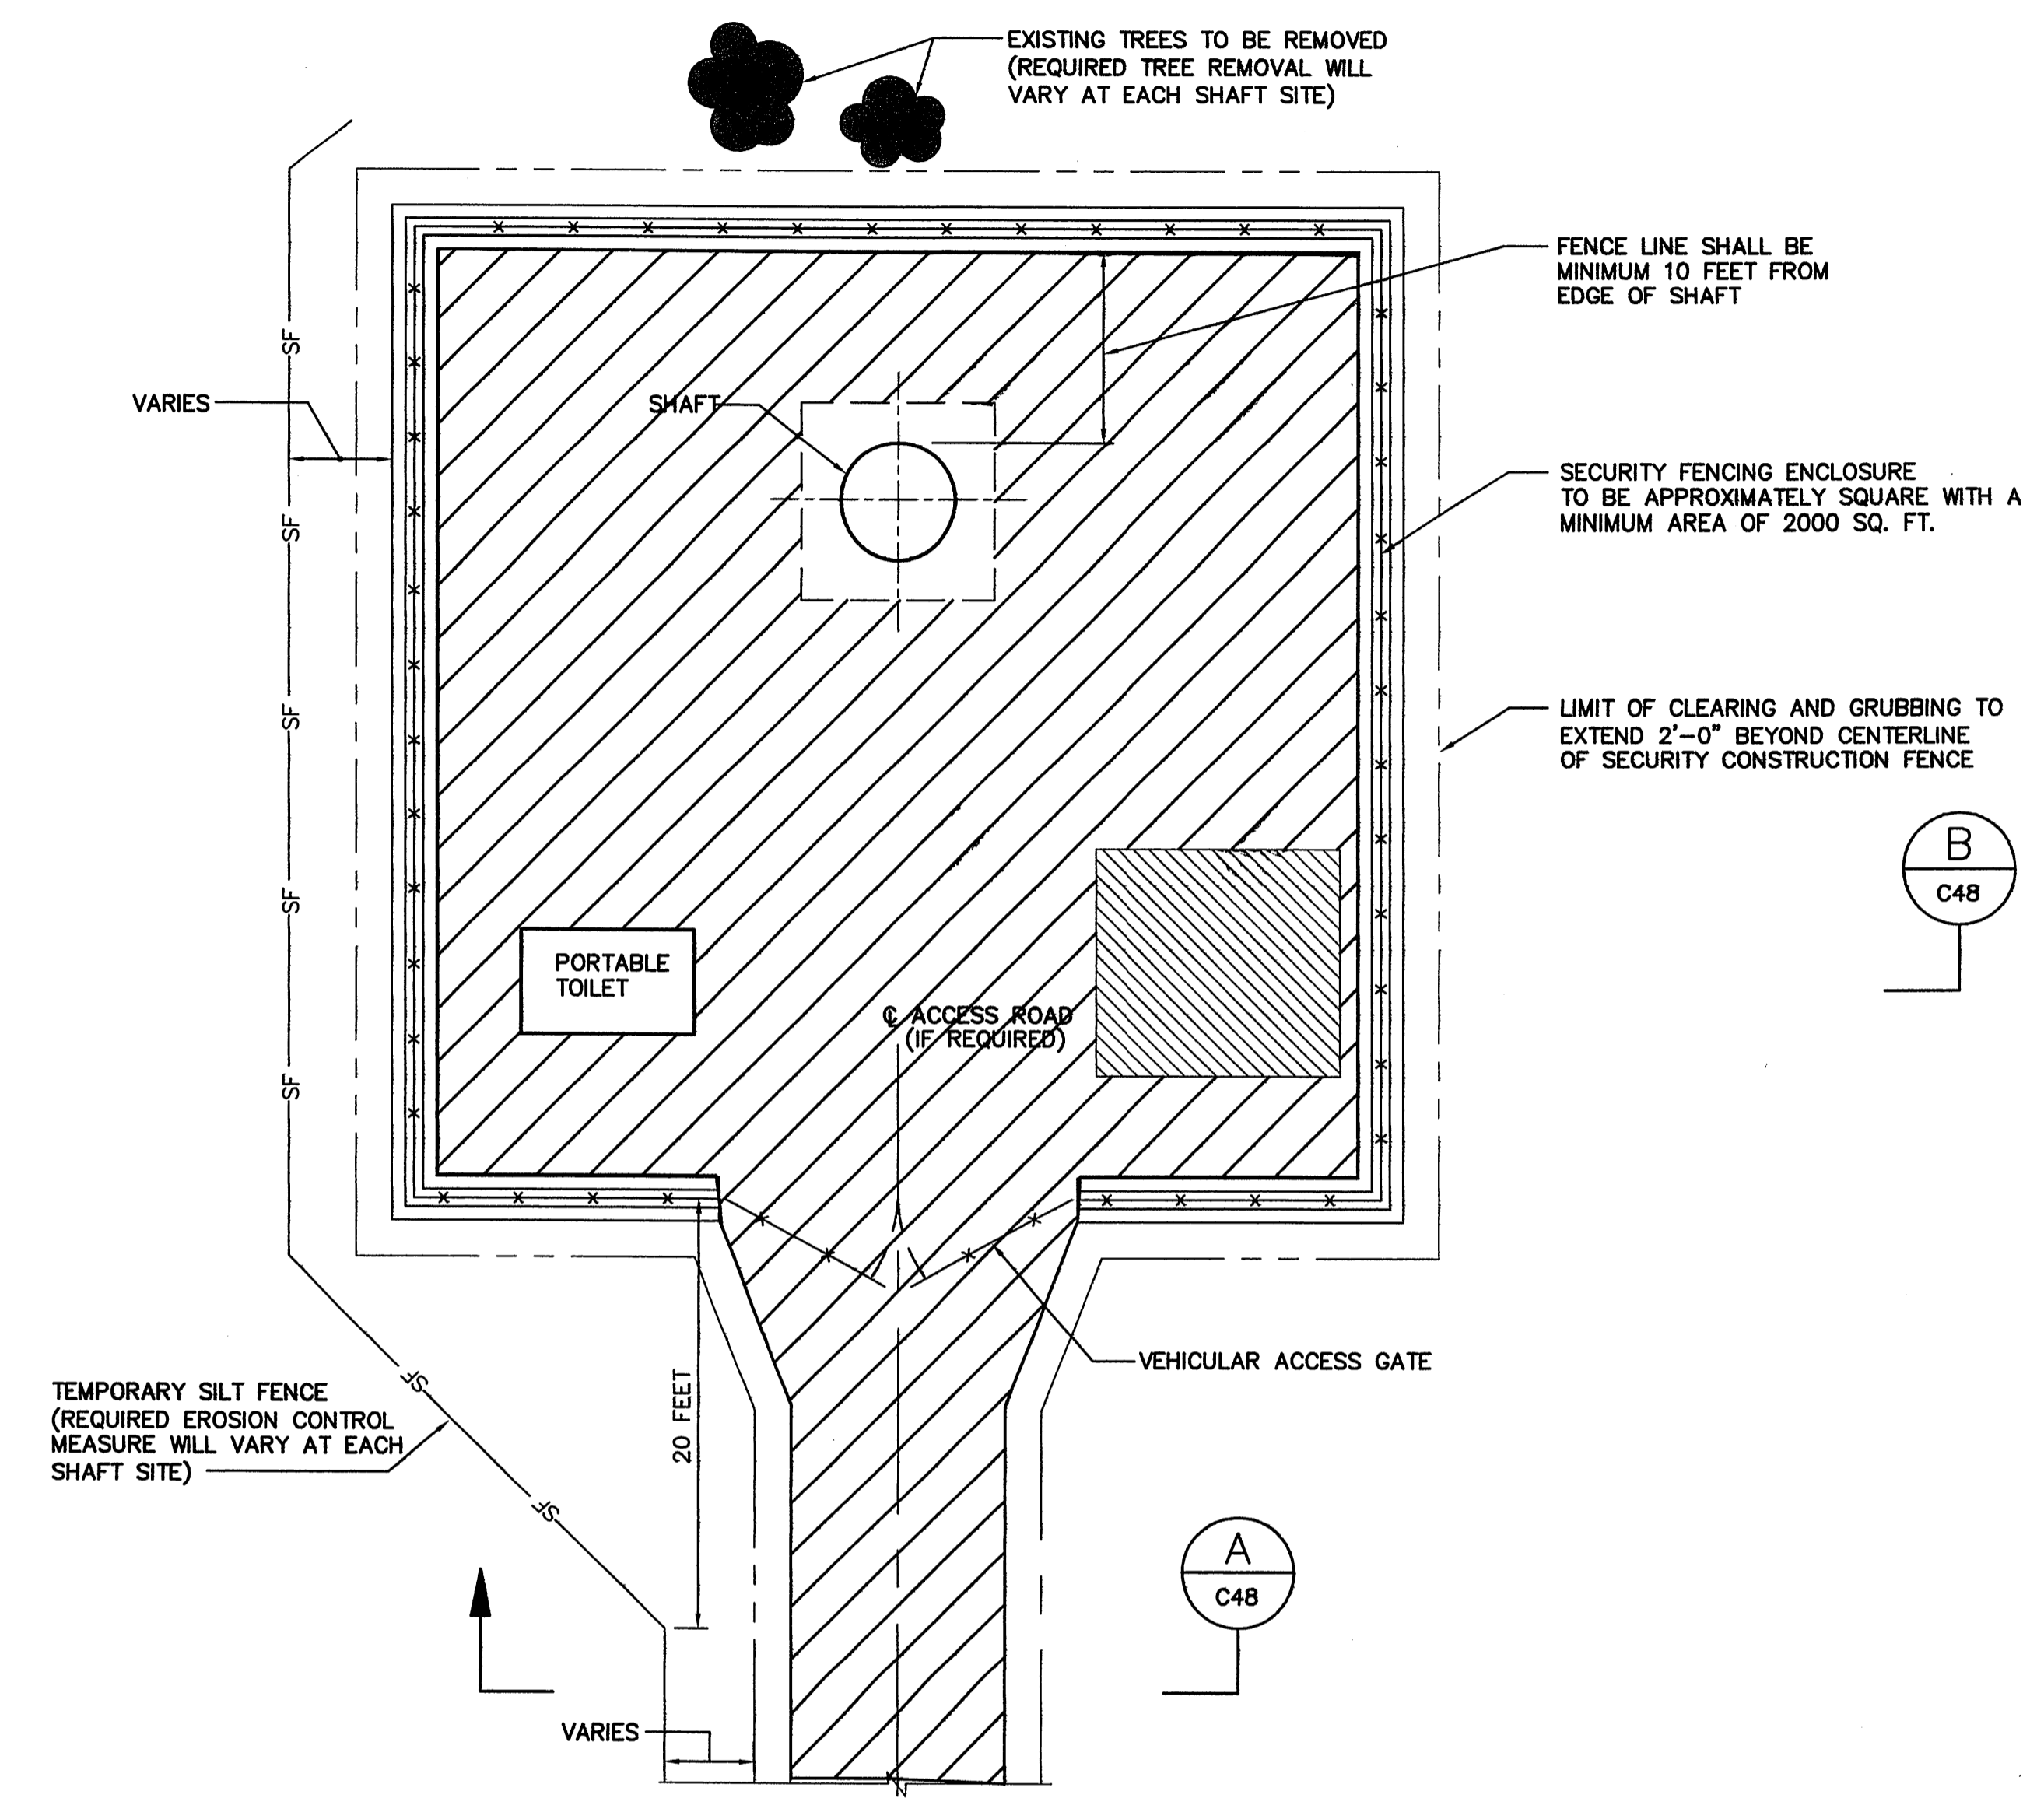 EXISTING TREES TO BE REMOVED
(REQUIRED TREE REMOVAL WILL
VARY AT EACH SHAFT SITE)
FENCE LINE SHALL BE
MINIMUM 10 FEET FROM
EDGE OF SHAFT
VARIES
SHAFT
SECURITY FENCING ENCLOSURE
TO BE APPROXIMATELY SQUARE WITH A
MINIMUM AREA OF 2000 SQ. FT.
LIMIT OF CLEARING AND GRUBBING TO
EXTEND 2'-0" BEYOND CENTERLINE
OF SECURITY CONSTRUCTION FENCE
SF
SF
SF
SF
SF
B
C48
PORTABLE
TOILET
℄ ACCESS ROAD
(IF REQUIRED)
VEHICULAR ACCESS GATE
20 FEET
TEMPORARY SILT FENCE
(REQUIRED EROSION CONTROL
MEASURE WILL VARY AT EACH
SHAFT SITE)
SF
SF
A
C48
VARIES